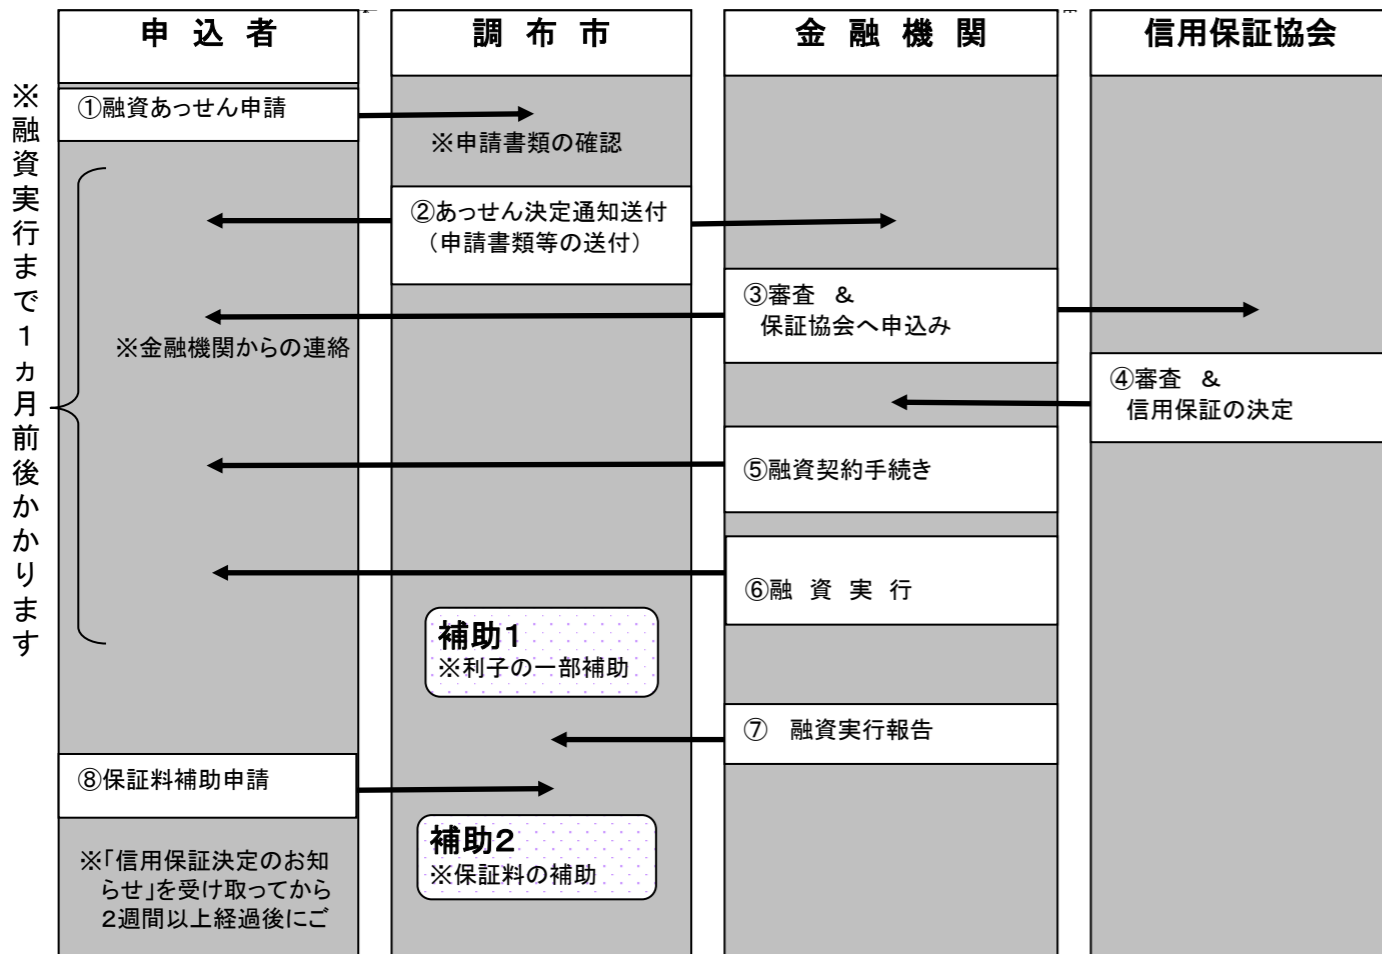 申 込 者
調 布 市
金 融 機 関
信用保証協会
※融資実行まで1ヵ月前後かかります
①融資あっせん申請
※申請書類の確認
②あっせん決定通知送付
（申請書類等の送付）
③審査 &
保証協会へ申込み
※金融機関からの連絡
④審査 &
信用保証の決定
⑤融資契約手続き
⑥融 資 実 行
補助1
※利子の一部補助
⑦ 融資実行報告
⑧保証料補助申請
補助2
※保証料の補助
※「信用保証決定のお知
らせ」を受け取ってから
2週間以上経過後にご